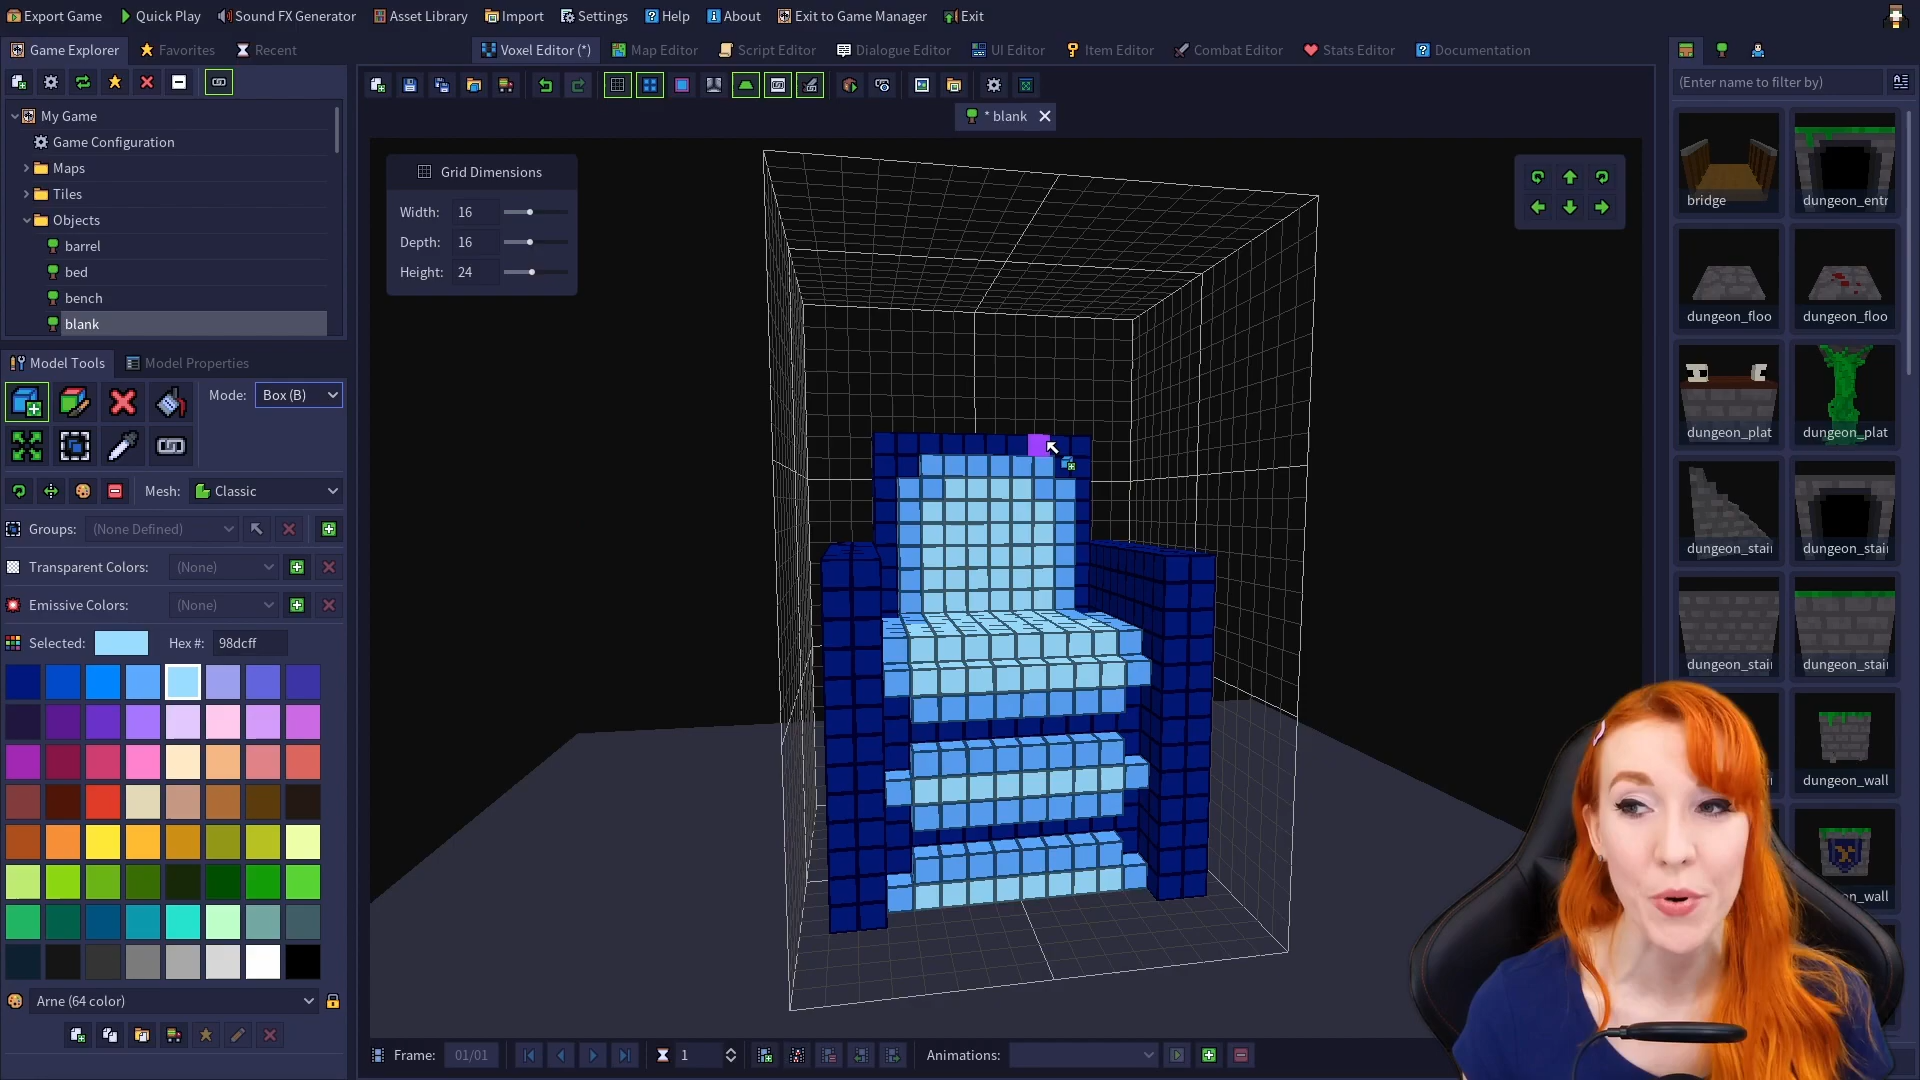 Export Game Quick Play Sound FX Generator Asset Library Import Settings Help About Exit to Game Manager Exit
Game Explorer Favorites Recent
Voxel Editor (*) Map Editor Script Editor Dialogue Editor UI Editor Item Editor Combat Editor Stats Editor Documentation
(Enter name to filter by)
My Game
Game Configuration
Maps
Tiles
Objects
barrel
bed
bench
blank
* blank
Grid Dimensions
Width: 16
Depth: 16
Height: 24
Model Tools Model Properties
Mode: Box (B)
Mesh: Classic
Groups: (None Defined)
Transparent Colors: (None)
Emissive Colors: (None)
Selected: Hex #: 98dcff
Arne (64 color)
Frame: 01/01 1 Animations:
bridge dungeon_entr
dungeon_floo dungeon_floo
dungeon_plat dungeon_plat
dungeon_stair dungeon_stair
dungeon_stair dungeon_stair
dungeon_wall
on_wall